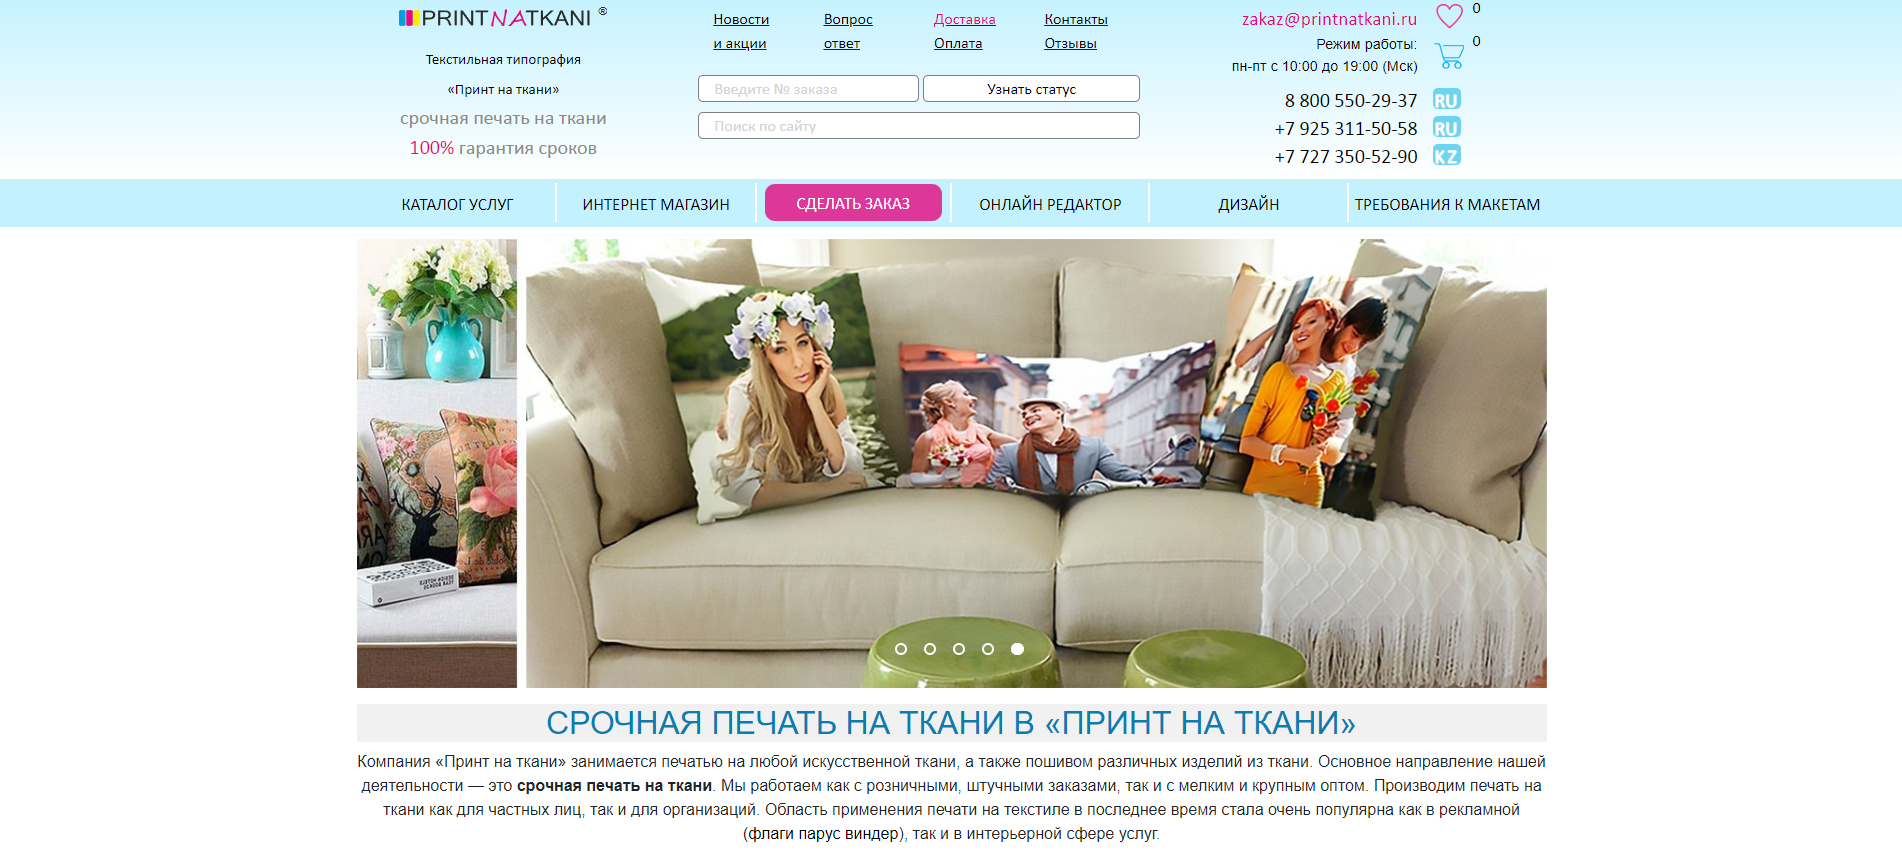 PRINTNATKANI ®
Текстильная типография
«Принт на ткани»
срочная печать на ткани
100% гарантия сроков
Новости
и акции
Вопрос
ответ
Доставка
Оплата
Контакты
Отзывы
Введите № заказа
Узнать статус
Поиск по сайту
zakaz@printnatkani.ru
Режим работы:
пн-пт с 10:00 до 19:00 (Мск)
8 800 550-29-37 RU
+7 925 311-50-58 RU
+7 727 350-52-90 KZ
0
0
КАТАЛОГ УСЛУГ
ИНТЕРНЕТ МАГАЗИН
СДЕЛАТЬ ЗАКАЗ
ОНЛАЙН РЕДАКТОР
ДИЗАЙН
ТРЕБОВАНИЯ К МАКЕТАМ
СРОЧНАЯ ПЕЧАТЬ НА ТКАНИ В «ПРИНТ НА ТКАНИ»
Компания «Принт на ткани» занимается печатью на любой искусственной ткани, а также пошивом различных изделий из ткани. Основное направление нашей
деятельности — это срочная печать на ткани. Мы работаем как с розничными, штучными заказами, так и с мелким и крупным оптом. Производим печать на
ткани как для частных лиц, так и для организаций. Область применения печати на текстиле в последнее время стала очень популярна как в рекламной
(флаги парус виндер), так и в интерьерной сфере услуг.